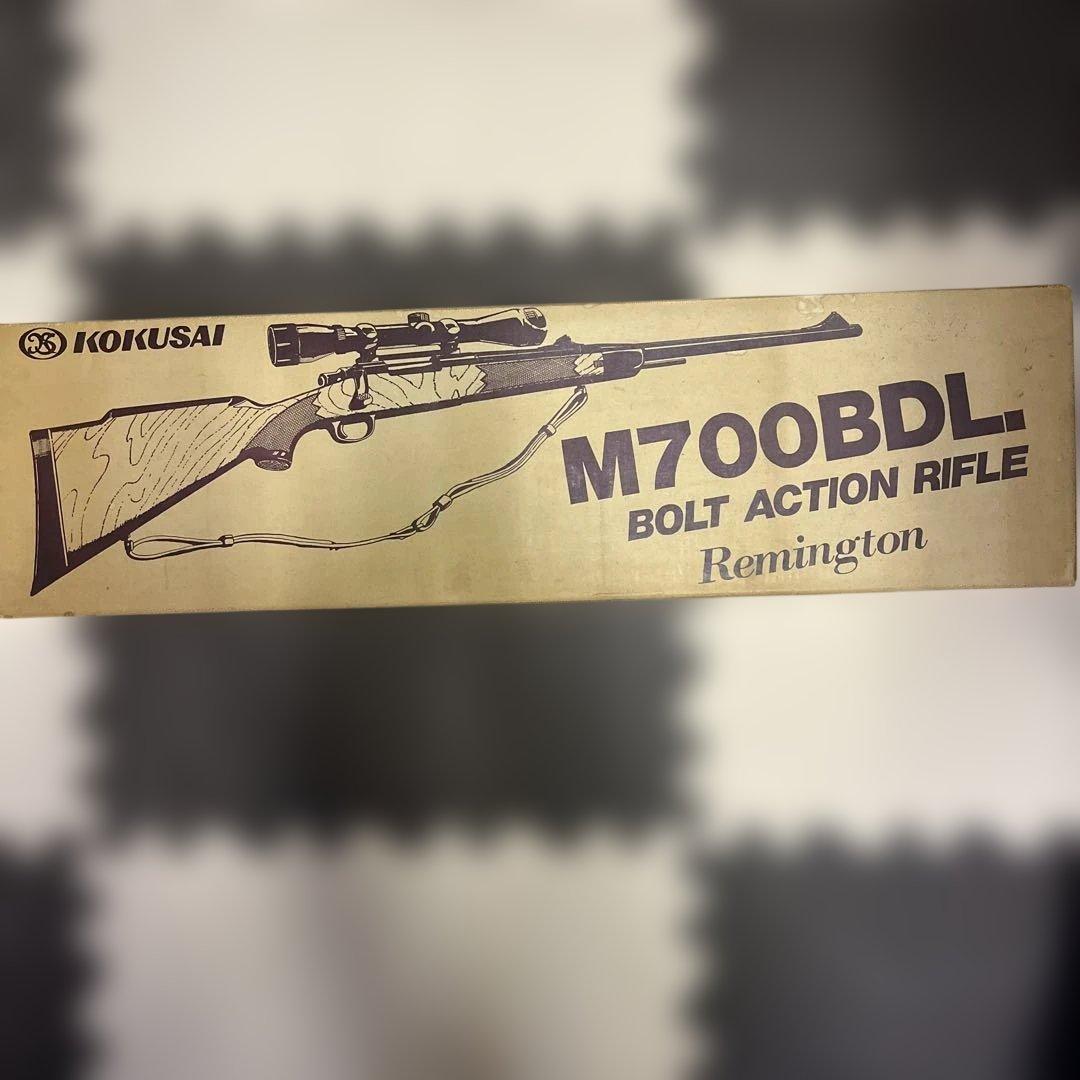 KOKUSAI
M700BDL.
BOLT ACTION RIFLE
Remington